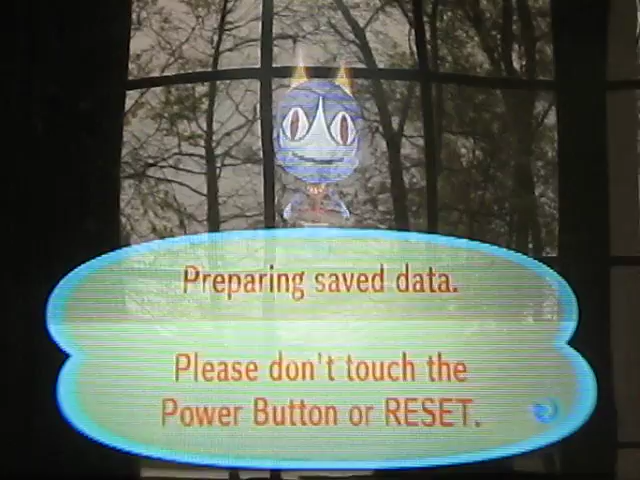 Preparing saved data.
Please don't touch the
Power Button or RESET.